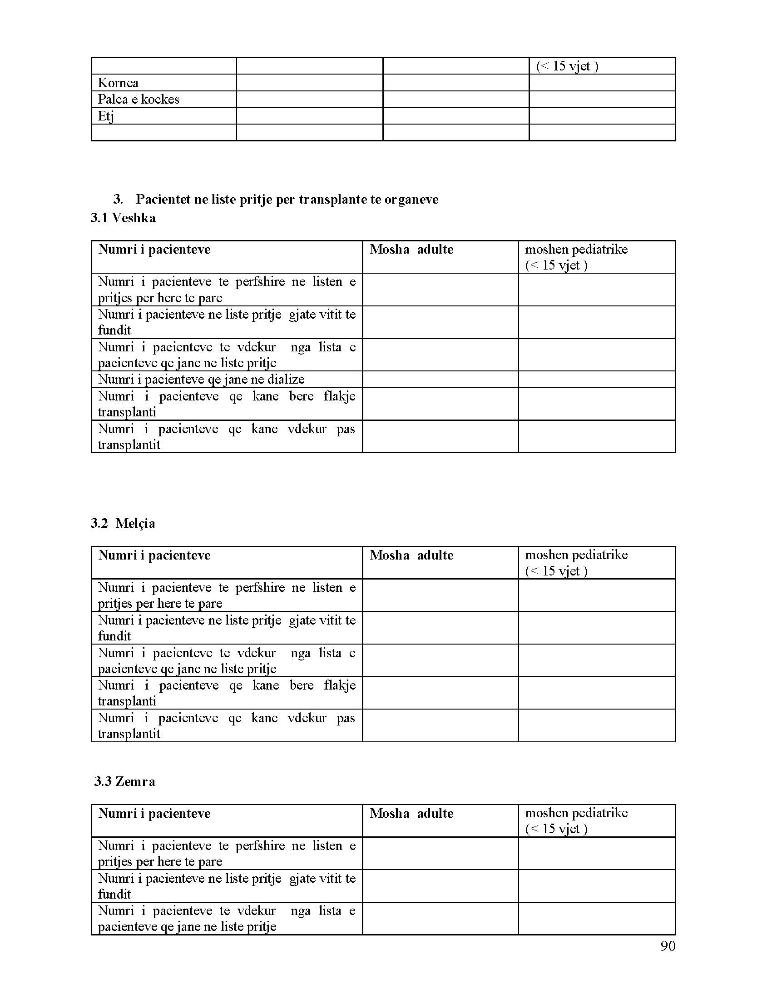 (< 15 vjet )
Kornea
Palca e kockes
Etj
3. Pacientet ne liste pritje per transplante te organeve
3.1 Veshka
Numri i pacienteve Mosha adulte moshen pediatrike
(< 15 vjet )
Numri i pacienteve te perfshire ne listen e
pritjes per here te pare
Numri i pacienteve ne liste pritje gjate vitit te
fundit
Numri i pacienteve te vdekur nga lista e
pacienteve qe jane ne liste pritje
Numri i pacienteve qe jane ne dialize
Numri i pacienteve qe kane bere flakje
transplanti
Numri i pacienteve qe kane vdekur pas
transplantit
3.2 Melçia
Numri i pacienteve Mosha adulte moshen pediatrike
(< 15 vjet )
Numri i pacienteve te perfshire ne listen e
pritjes per here te pare
Numri i pacienteve ne liste pritje gjate vitit te
fundit
Numri i pacienteve te vdekur nga lista e
pacienteve qe jane ne liste pritje
Numri i pacienteve qe kane bere flakje
transplanti
Numri i pacienteve qe kane vdekur pas
transplantit
3.3 Zemra
Numri i pacienteve Mosha adulte moshen pediatrike
(< 15 vjet )
Numri i pacienteve te perfshire ne listen e
pritjes per here te pare
Numri i pacienteve ne liste pritje gjate vitit te
fundit
Numri i pacienteve te vdekur nga lista e
pacienteve qe jane ne liste pritje
90